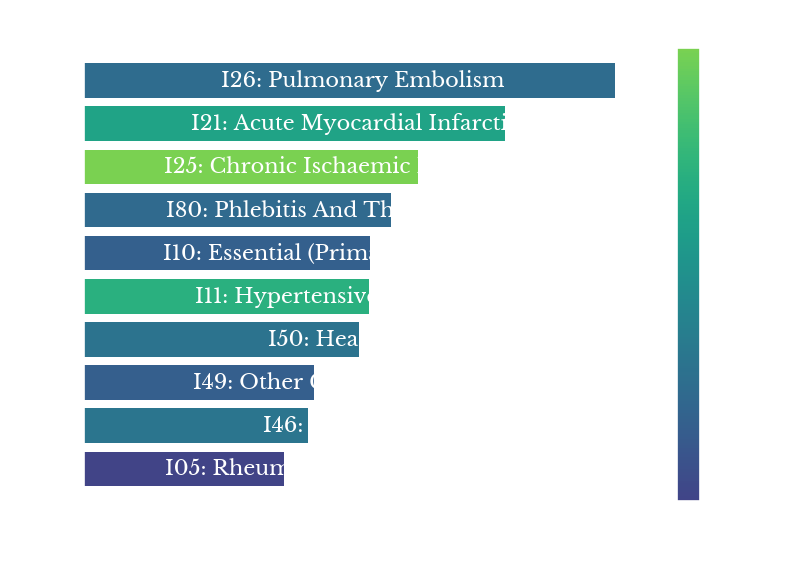 I26: Pulmonary Embolism
I21: Acute Myocardial Infarcti
I25: Chronic Ischaemic
I80: Phlebitis And Th
I10: Essential (Prim
I11: Hypertensive
I50: Hea
I49: Other
I46:
I05: Rheum